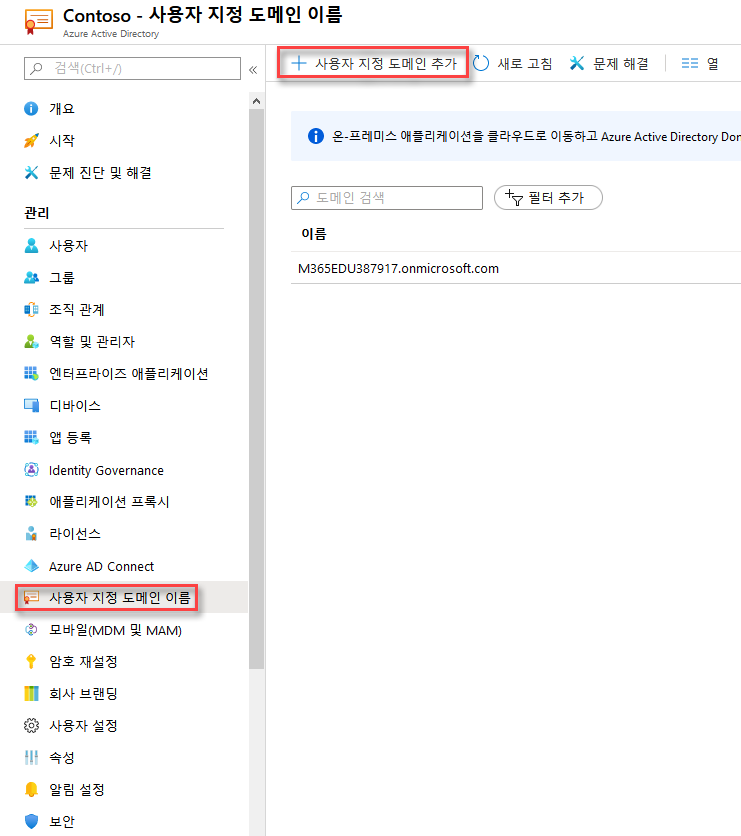 Contoso - 사용자 지정 도메인 이름
Azure Active Directory
검색(Ctrl+/)
«
개요
시작
문제 진단 및 해결
관리
사용자
그룹
조직 관계
역할 및 관리자
엔터프라이즈 애플리케이션
디바이스
앱 등록
Identity Governance
애플리케이션 프록시
라이선스
Azure AD Connect
사용자 지정 도메인 이름
모바일(MDM 및 MAM)
암호 재설정
회사 브랜딩
사용자 설정
속성
알림 설정
보안
사용자 지정 도메인 추가 새로 고침 문제 해결 열
온-프레미스 애플리케이션을 클라우드로 이동하고 Azure Active Directory Don
도메인 검색 필터 추가
이름
M365EDU387917.onmicrosoft.com